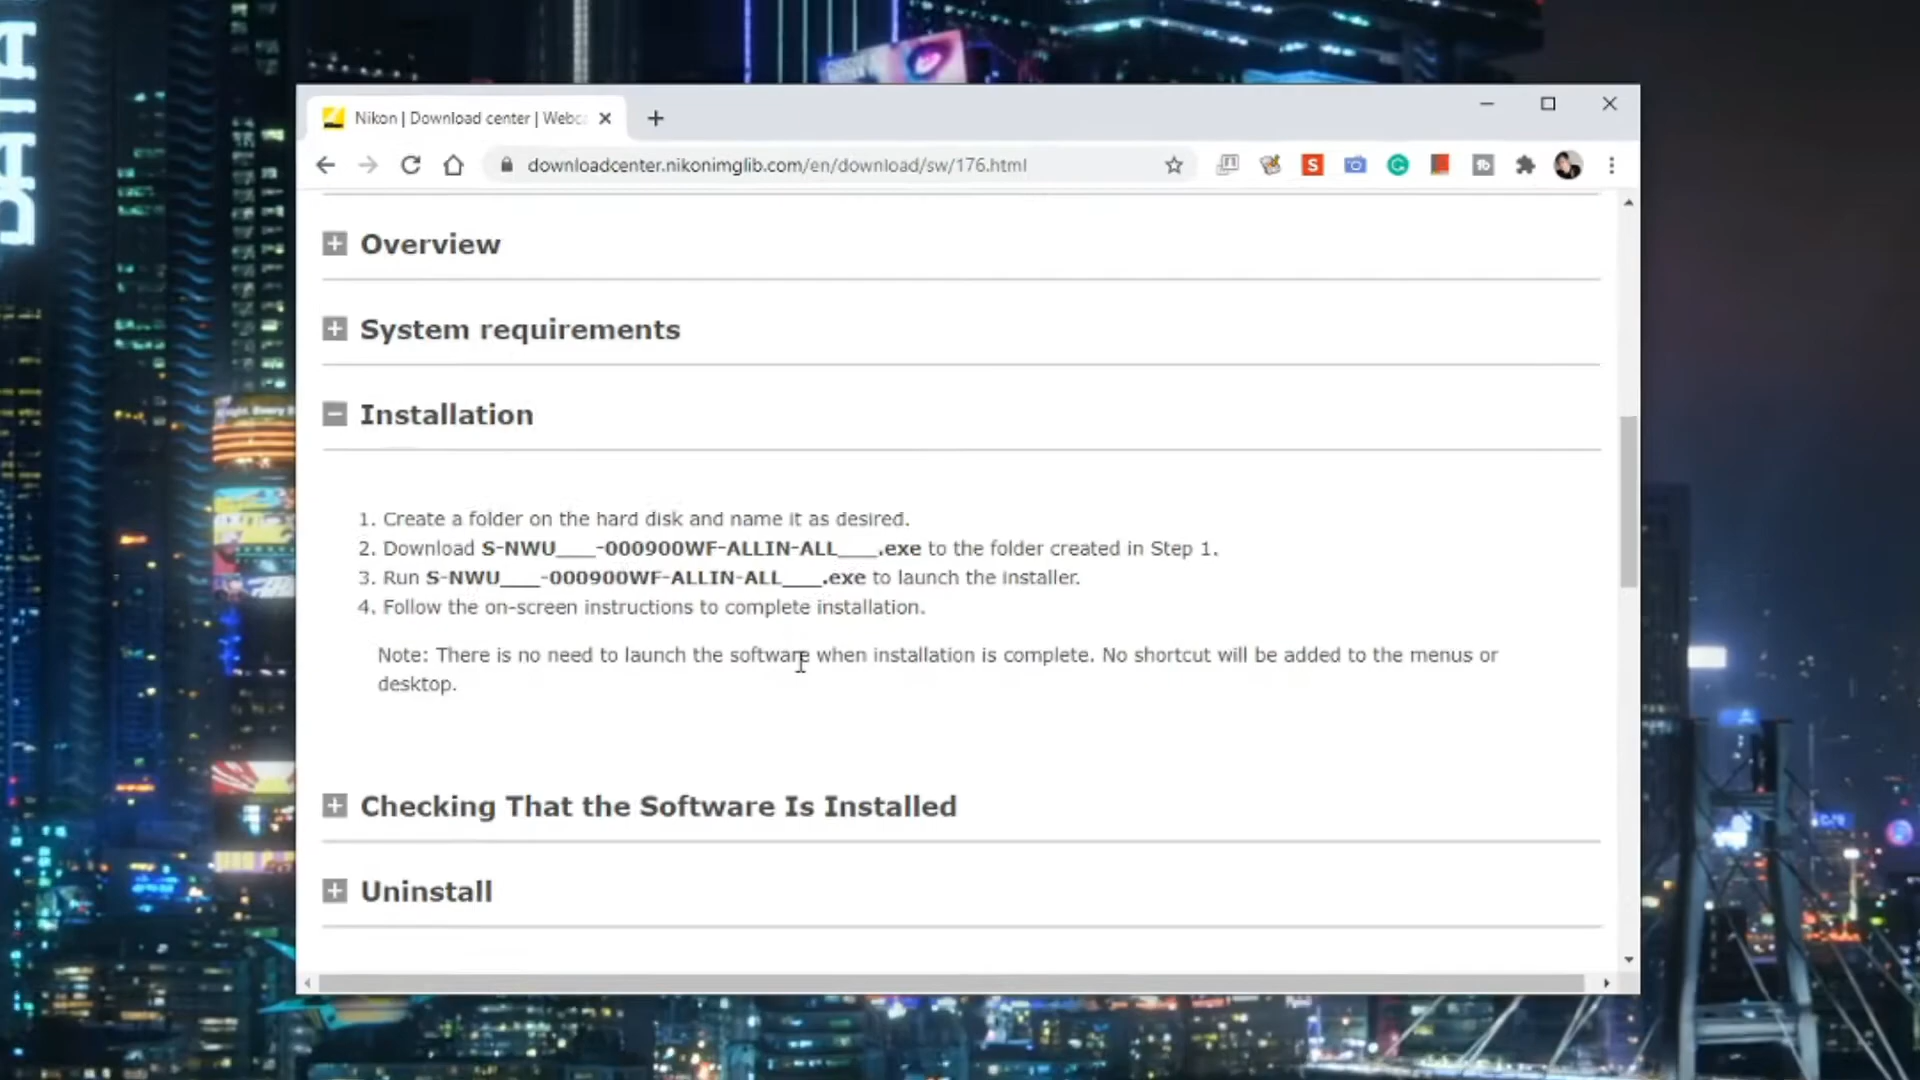 DATA
Nikon | Download center | Webc
downloadcenter.nikonimglib.com/en/download/sw/176.html
Overview
System requirements
Installation
1. Create a folder on the hard disk and name it as desired.
2. Download S-NWU___-000900WF-ALLIN-ALL___.exe to the folder created in Step 1.
3. Run S-NWU___-000900WF-ALLIN-ALL___.exe to launch the installer.
4. Follow the on-screen instructions to complete installation.
Note: There is no need to launch the software when installation is complete. No shortcut will be added to the menus or
desktop.
Checking That the Software Is Installed
Uninstall